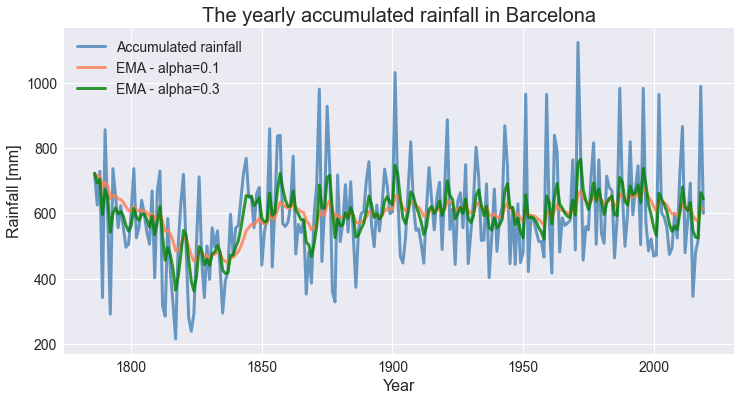 The yearly accumulated rainfall in Barcelona
Accumulated rainfall
EMA - alpha=0.1
EMA - alpha=0.3
Rainfall [mm]
1000
800
600
400
200
1800 1850 1900 1950 2000
Year